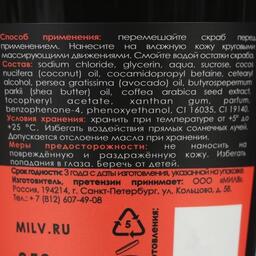 Способ применения: перемешайте скраб перед
применением. Нанесите на влажную кожу круговыми
массирующими движениями. Смойте водой остатки скраба.
Состав: sodium chloride, glycerin, aqua, sucrose, cocos
nucifera (coconut) oil, cocamidopropyl betaine, cetearyl
alcohol, persea gratissima (avocado) oil, butyrospermum
parkii (shea butter) oil, coffea arabica seed extract,
tocopheryl acetate, xanthan gum, parfum,
benzophenone-4, phenoxyethanol, CI 16035, CI 19140.
Условия хранения: хранить при температуре от +5° до
+25 °С. Избегать воздействия прямых солнечных лучей.
Допускается отслоение масла при хранении.
Меры предосторожности: не наносить на
повреждённую и раздражённую кожу. Избегать
попадания в глаза. Беречь от детей.
Срок годности: 3 года с даты изготовления, указанной на упаковке.
Изготовитель, претензии принимает: ООО «МИЛВ».
Россия, 194214, г. Санкт-Петербург, ул. Кольцова, д. 58.
Тел.: +7 (812) 607-49-08
MILV.RU
5